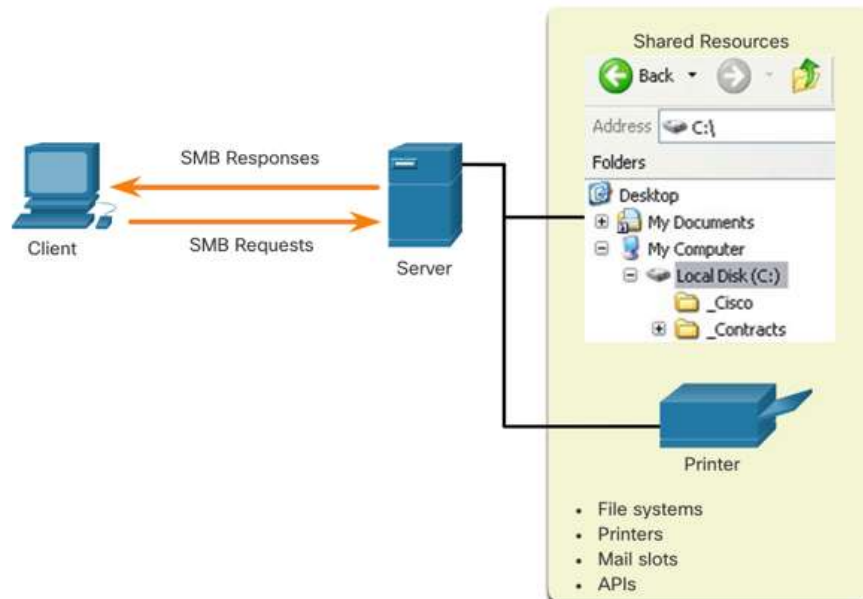 Shared Resources
Back
Address C:\
Folders
Desktop
My Documents
My Computer
Local Disk (C:)
_Cisco
_Contracts
SMB Responses
SMB Requests
Client
Server
Printer
• File systems
• Printers
• Mail slots
• APIs